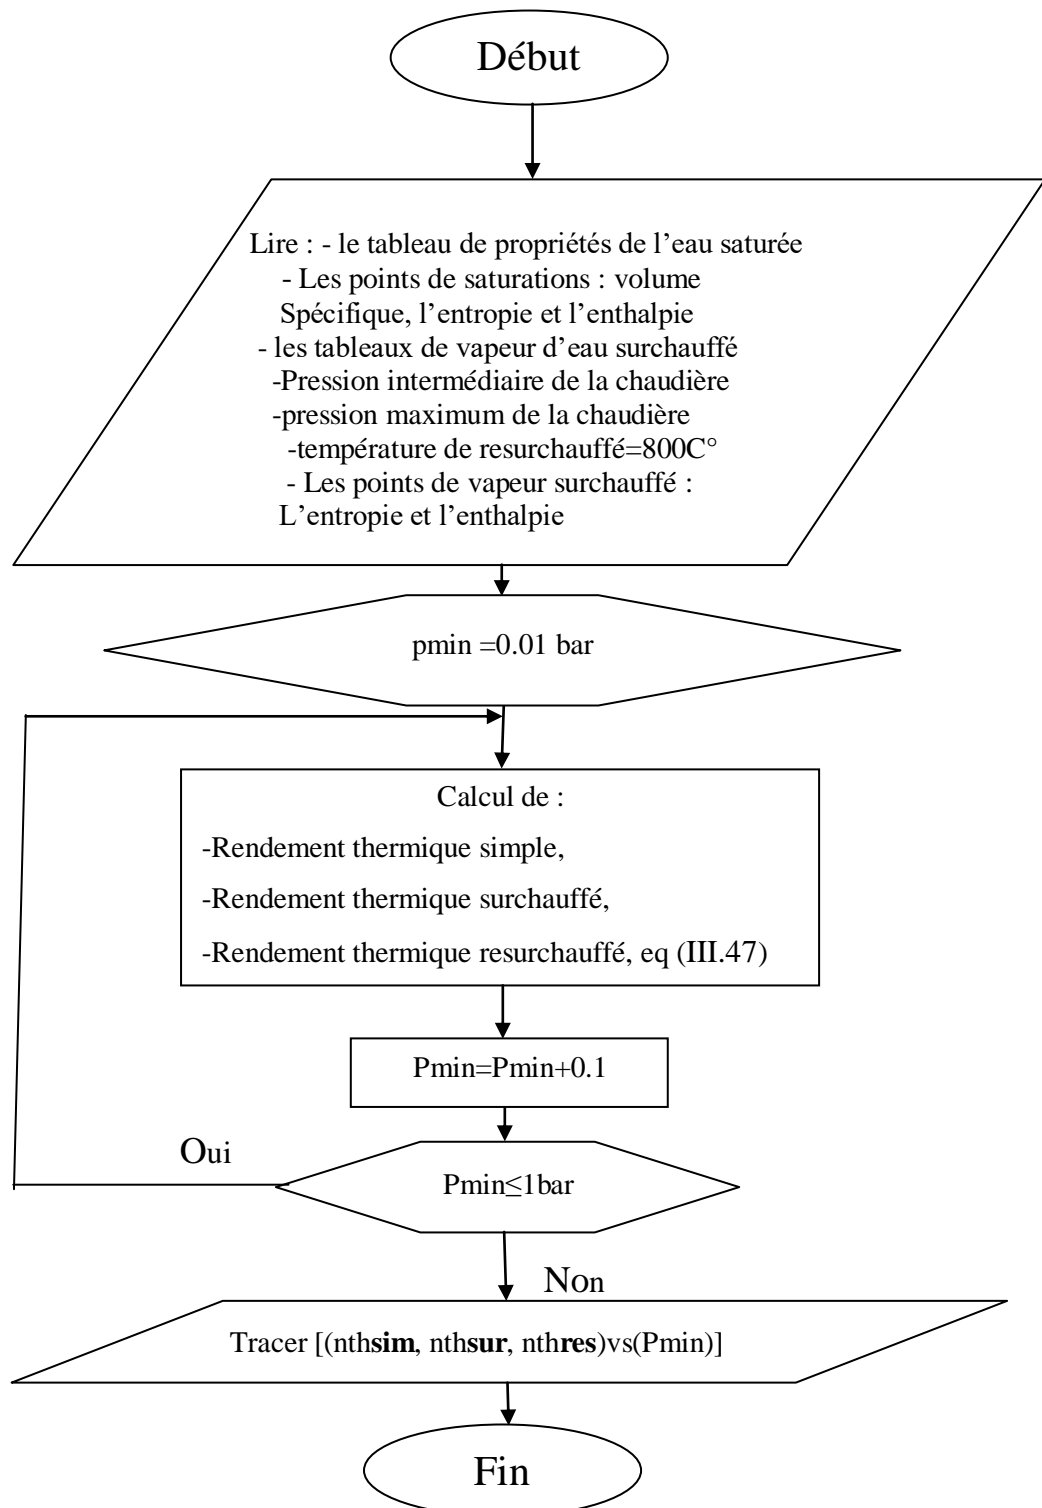 Début
Lire : - le tableau de propriétés de l’eau saturée
- Les points de saturations : volume
Spécifique, l’entropie et l’enthalpie
- les tableaux de vapeur d’eau surchauffé
-Pression intermédiaire de la chaudière
-pression maximum de la chaudière
-température de resurchauffé=800C°
- Les points de vapeur surchauffé :
L’entropie et l’enthalpie
pmin =0.01 bar
Calcul de :
-Rendement thermique simple,
-Rendement thermique surchauffé,
-Rendement thermique resurchauffé, eq (III.47)
Pmin=Pmin+0.1
Oui
Pmin≤1bar
Non
Tracer [(nthsim, nthsur, nthres)vs(Pmin)]
Fin